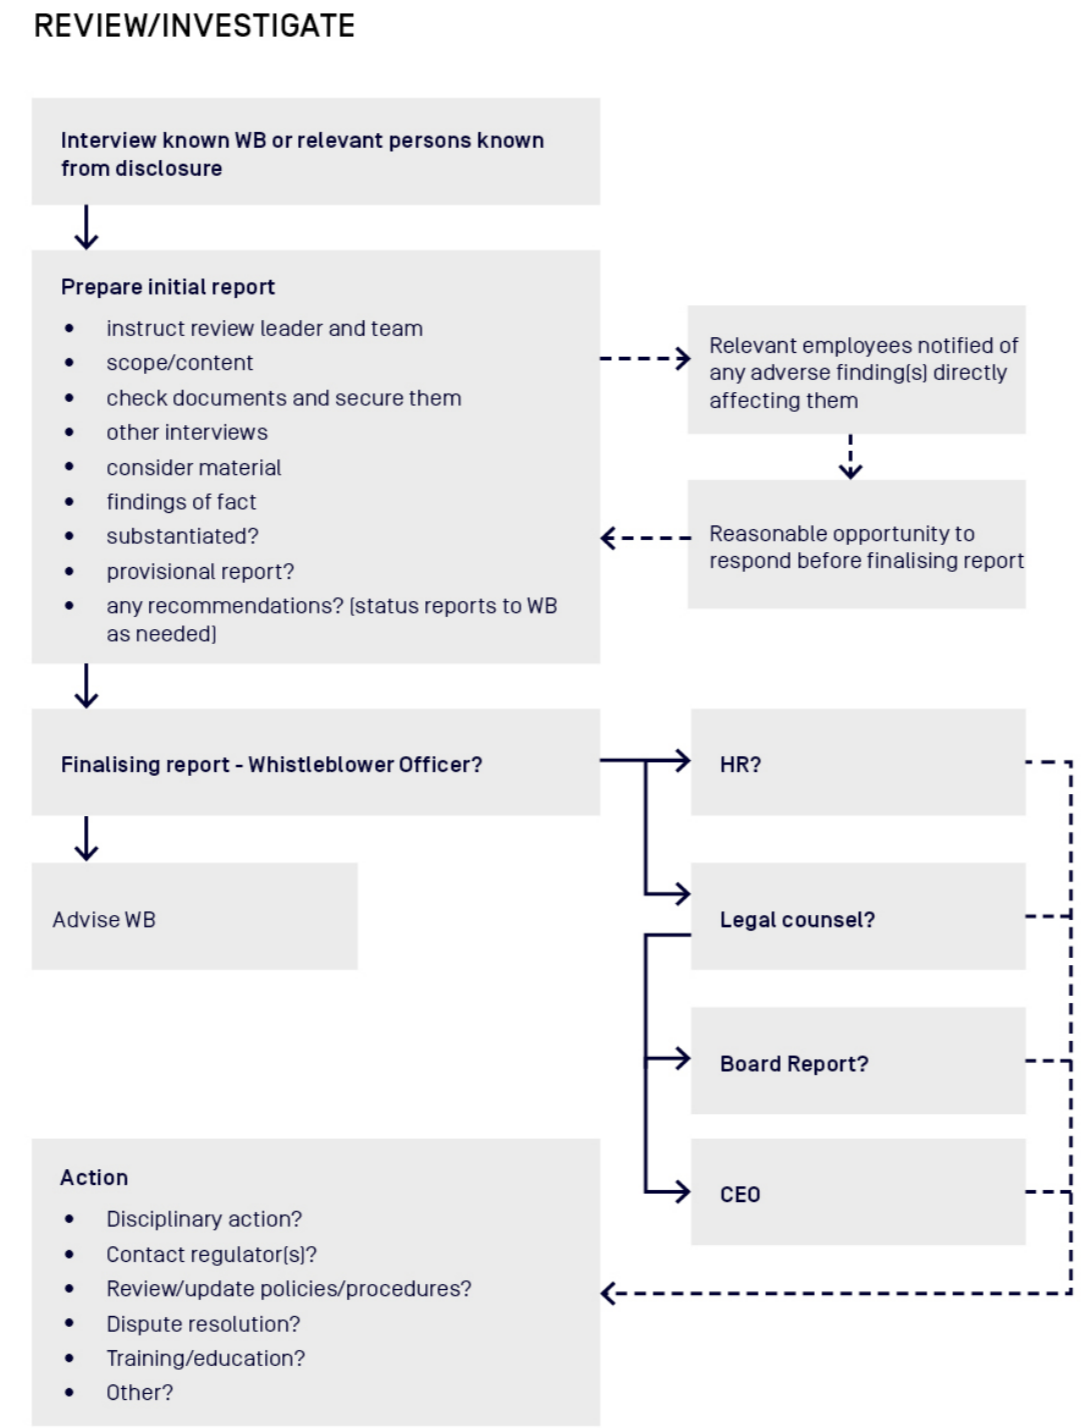 REVIEW/INVESTIGATE
Interview known WB or relevant persons known
from disclosure
Prepare initial report
• instruct review leader and team
• scope/content
• check documents and secure them
• other interviews
• consider material
• findings of fact
• substantiated?
• provisional report?
• any recommendations? (status reports to WB
as needed)
Relevant employees notified of
any adverse finding(s) directly
affecting them
Reasonable opportunity to
respond before finalising report
Finalising report - Whistleblower Officer?
HR?
Advise WB
Legal counsel?
Board Report?
CEO
Action
• Disciplinary action?
• Contact regulator(s)?
• Review/update policies/procedures?
• Dispute resolution?
• Training/education?
• Other?